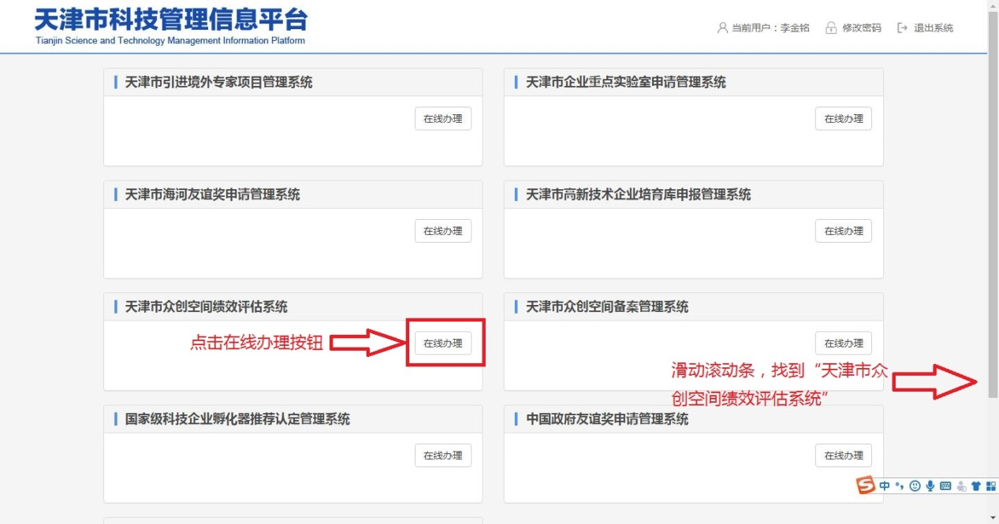 天津市科技管理信息平台
Tianjin Science and Technology Management Information Platform
当前用户：李金铭 修改密码 退出系统
天津市引进境外专家项目管理系统
在线办理
天津市企业重点实验室申请管理系统
在线办理
天津市海河友谊奖申请管理系统
在线办理
天津市高新技术企业培育库申报管理系统
在线办理
天津市众创空间绩效评估系统
点击在线办理按钮
在线办理
天津市众创空间备案管理系统
在线办理
滑动滚动条，找到“天津市众
创空间绩效评估系统”
国家级科技企业孵化器推荐认定管理系统
在线办理
中国政府友谊奖申请管理系统
在线办理
S 中